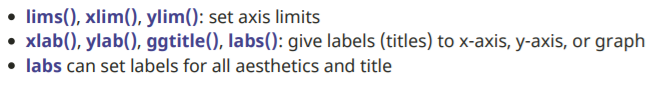 • lims(), xlim(), ylim(): set axis limits
• xlab(), ylab(), ggtitle(), labs(): give labels (titles) to x-axis, y-axis, or graph
• labs can set labels for all aesthetics and title